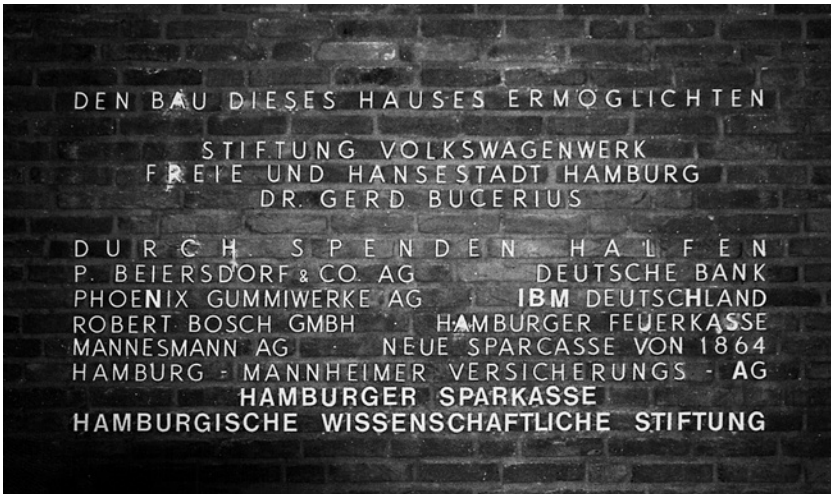 DEN BAU DIESES HAUSES ERMÖGLICHTEN
STIFTUNG VOLKSWAGENWERK
FREIE UND HANSESTADT HAMBURG
DR. GERD BUCERIUS
DURCH SPENDEN HALFEN
P. BEIERSDORF & CO. AG · DEUTSCHE BANK
PHOENIX GUMMIWERKE AG · IBM DEUTSCHLAND
ROBERT BOSCH GMBH · HAMBURGER FEUERKASSE
MANNESMANN AG · NEUE SPARCASSE VON 1864
HAMBURG - MANNHEIMER VERSICHERUNGS - AG
HAMBURGER SPARKASSE
HAMBURGISCHE WISSENSCHAFTLICHE STIFTUNG